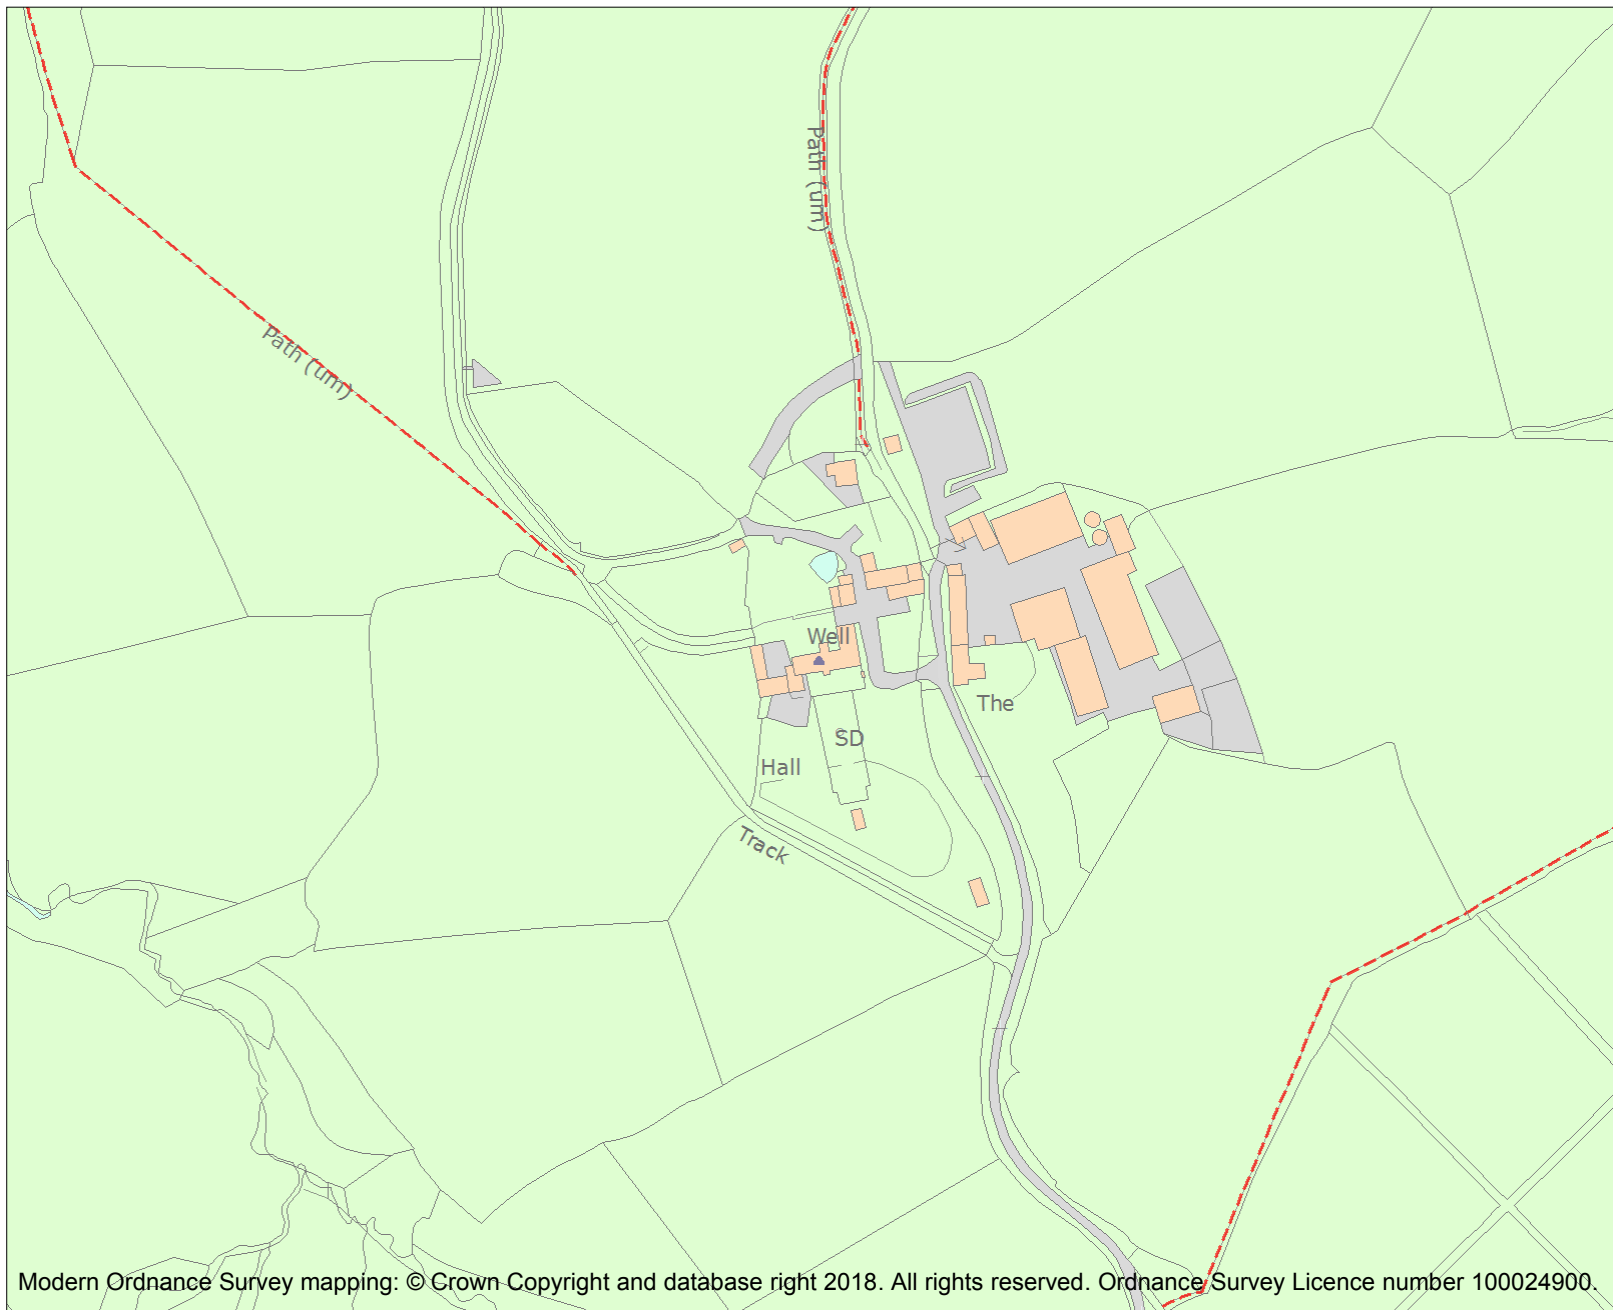 Path (um)
Path (um)
Well
The
SD
Hall
Track
Modern Ordnance Survey mapping: © Crown Copyright and database right 2018. All rights reserved. Ordnance Survey Licence number 100024900.